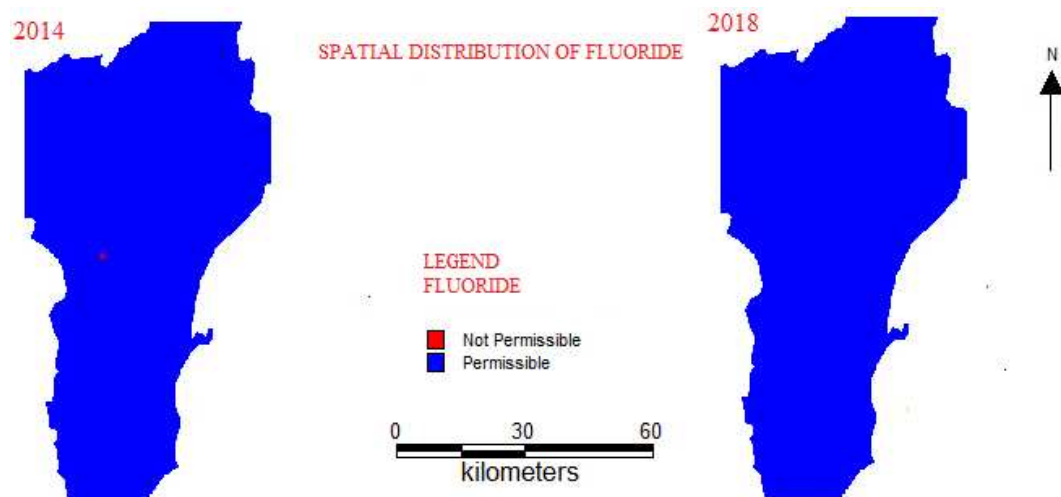 2014
SPATIAL DISTRIBUTION OF FLUORIDE
2018
N
LEGEND
FLUORIDE
Not Permissible
Permissible
0 30 60
kilometers